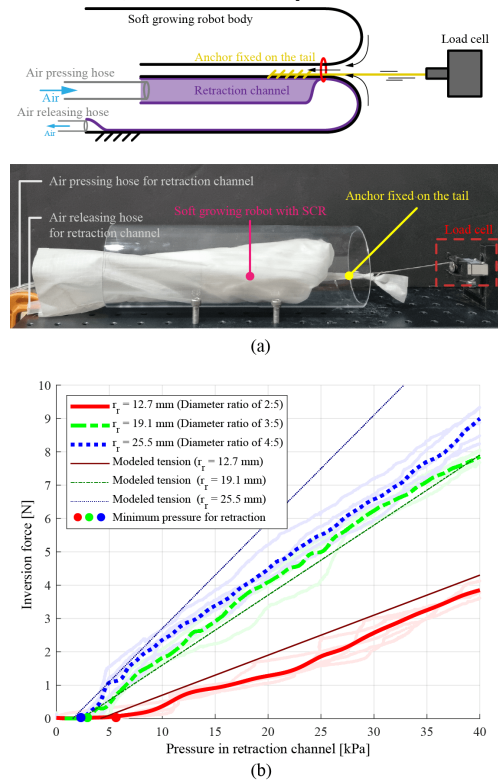 Soft growing robot body
Load cell
Anchor fixed on the tail
Air pressing hose
Air
Retraction channel
Air releasing hose
Air
Air pressing hose for retraction channel
Air releasing hose
for retraction channel
Soft growing robot with SCR
Anchor fixed on the tail
Load cell
(a)
10
9
8
7
6
5
4
3
2
1
0
Inversion force [N]
r_r = 12.7 mm (Diameter ratio of 2:5)
r_r = 19.1 mm (Diameter ratio of 3:5)
r_r = 25.5 mm (Diameter ratio of 4:5)
Modeled tension (r_r = 12.7 mm)
Modeled tension (r_r = 19.1 mm)
Modeled tension (r_r = 25.5 mm)
Minimum pressure for retraction
0 5 10 15 20 25 30 35 40
Pressure in retraction channel [kPa]
(b)